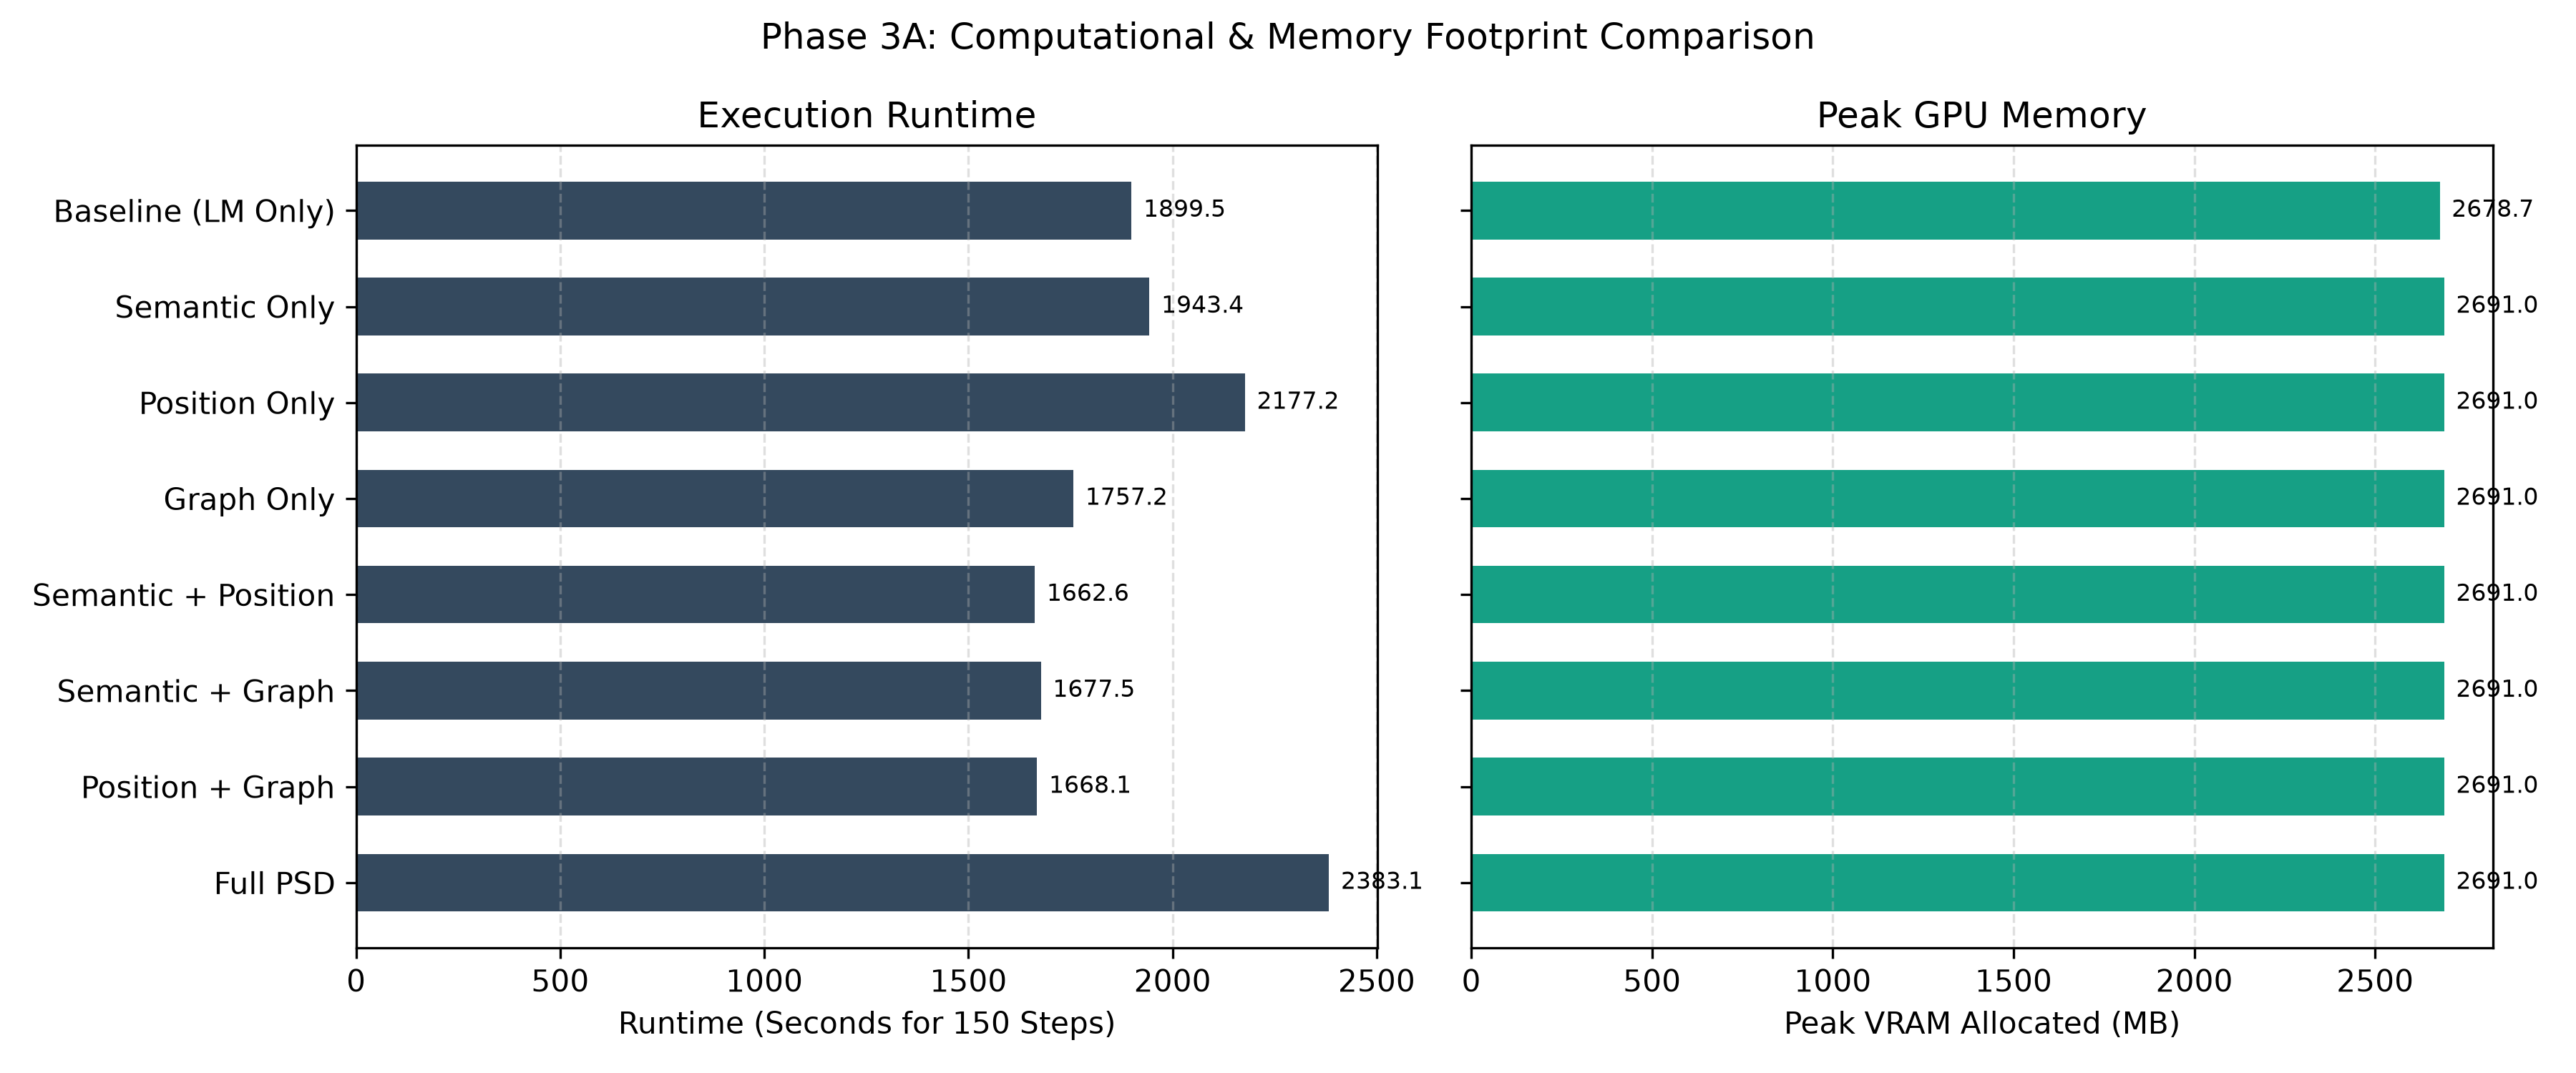 Phase 3A: Computational & Memory Footprint Comparison
Execution Runtime
Baseline (LM Only)
1899.5
Semantic Only
1943.4
Position Only
2177.2
Graph Only
1757.2
Semantic + Position
1662.6
Semantic + Graph
1677.5
Position + Graph
1668.1
Full PSD
2383.1
0 500 1000 1500 2000 2500
Runtime (Seconds for 150 Steps)
Peak GPU Memory
2678.7
2691.0
2691.0
2691.0
2691.0
2691.0
2691.0
2691.0
0 500 1000 1500 2000 2500
Peak VRAM Allocated (MB)